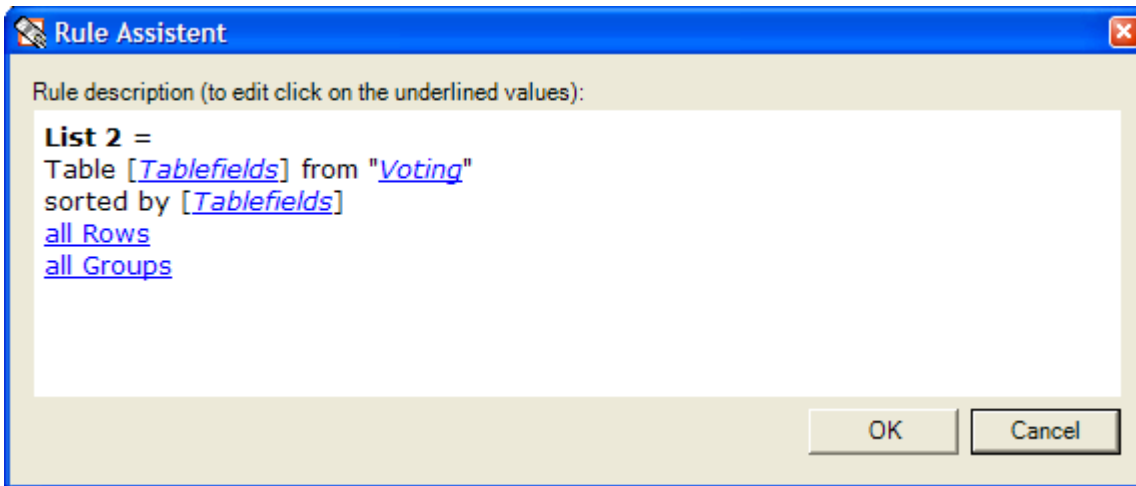 Rule Assistent
Rule description (to edit click on the underlined values):
List 2 =
Table [Tablefields] from "Voting"
sorted by [Tablefields]
all Rows
all Groups
OK Cancel